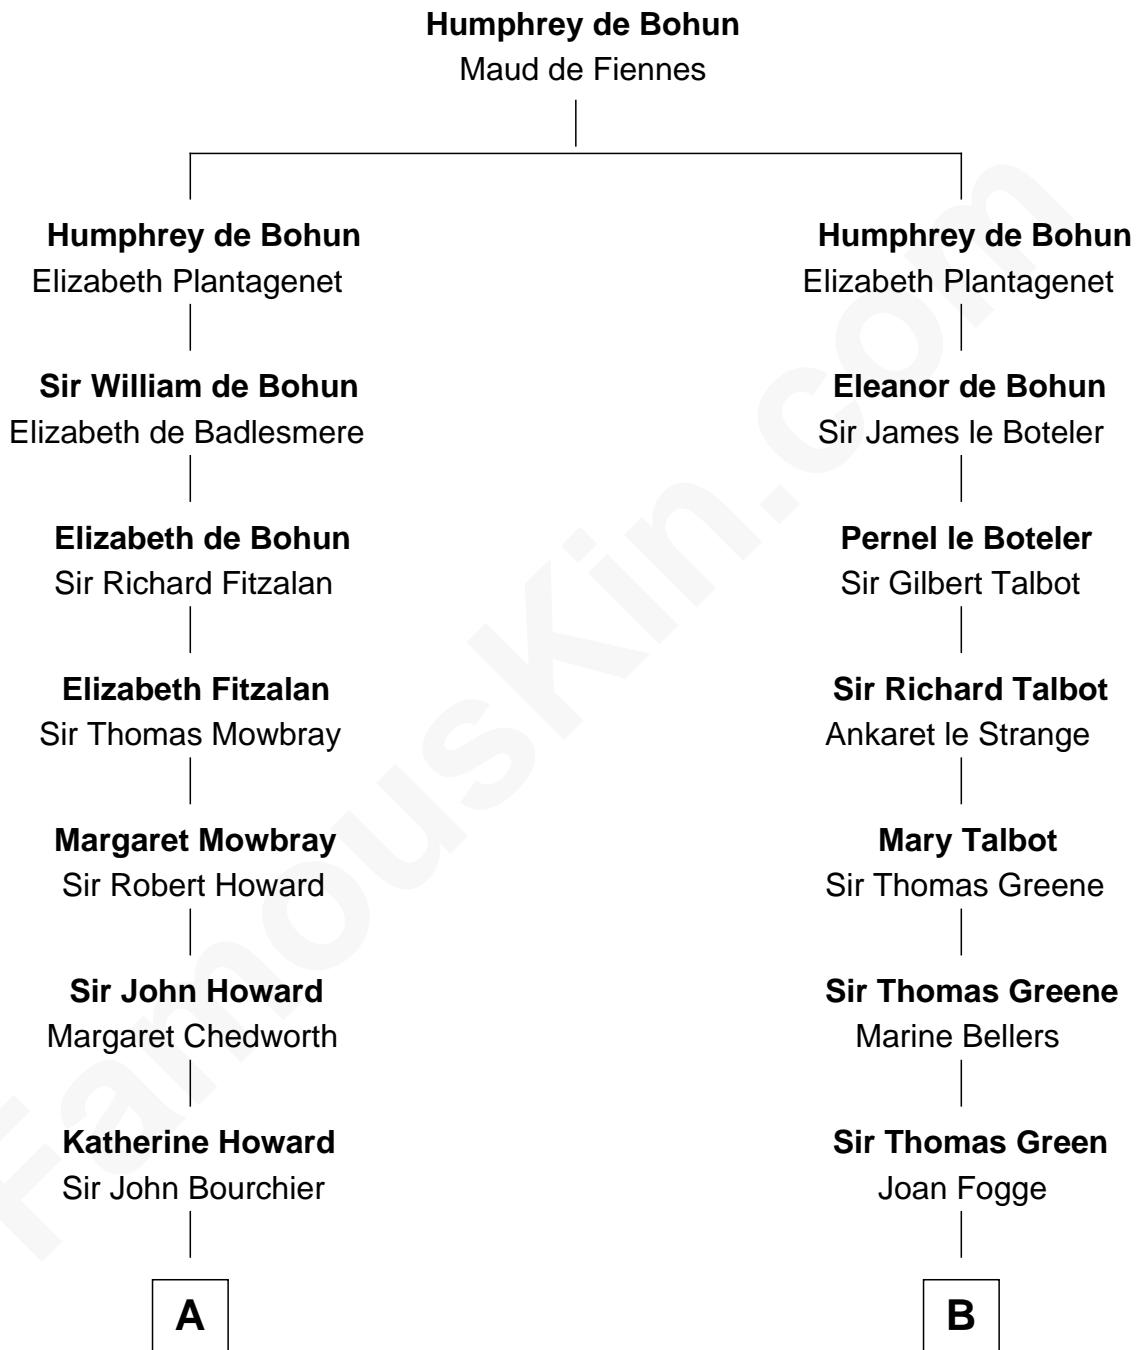 Humphrey de Bohun
Maud de Fiennes
Humphrey de Bohun
Elizabeth Plantagenet
Sir William de Bohun
Elizabeth de Badlesmere
Elizabeth de Bohun
Sir Richard Fitzalan
Elizabeth Fitzalan
Sir Thomas Mowbray
Margaret Mowbray
Sir Robert Howard
Sir John Howard
Margaret Chedworth
Katherine Howard
Sir John Bourchier
A
Humphrey de Bohun
Elizabeth Plantagenet
Eleanor de Bohun
Sir James le Boteler
Pernel le Boteler
Sir Gilbert Talbot
Sir Richard Talbot
Ankaret le Strange
Mary Talbot
Sir Thomas Greene
Sir Thomas Greene
Marine Bellers
Sir Thomas Green
Joan Fogge
B
FamousKin.com